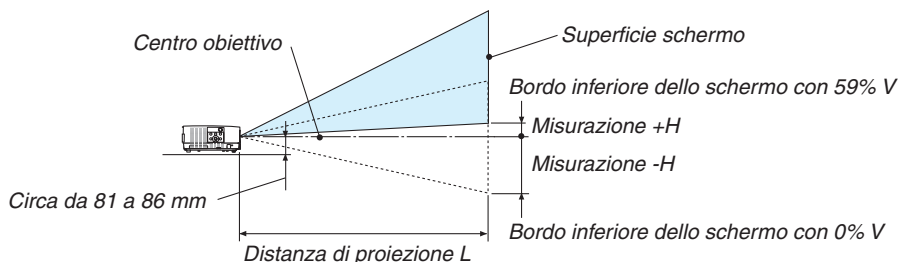 Centro obiettivo
Superficie schermo
Bordo inferiore dello schermo con 59% V
Misurazione +H
Misurazione -H
Circa da 81 a 86 mm
Bordo inferiore dello schermo con 0% V
Distanza di proiezione L